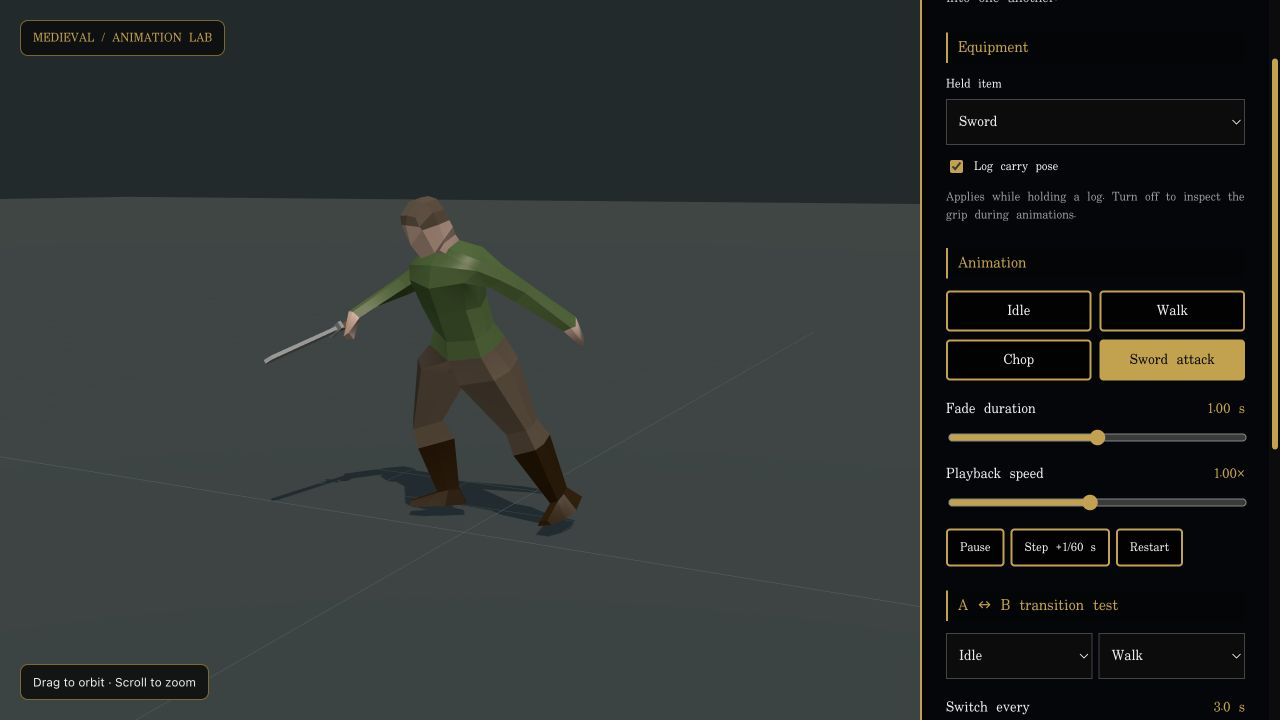 MEDIEVAL / ANIMATION LAB
Drag to orbit · Scroll to zoom
Equipment
Held item
Sword
Log carry pose
Applies while holding a log. Turn off to inspect the
grip during animations.
Animation
Idle
Walk
Chop
Sword attack
Fade duration 1.00 s
Playback speed 1.00×
Pause
Step +1/60 s
Restart
A ↔ B transition test
Idle
Walk
Switch every 3.0 s